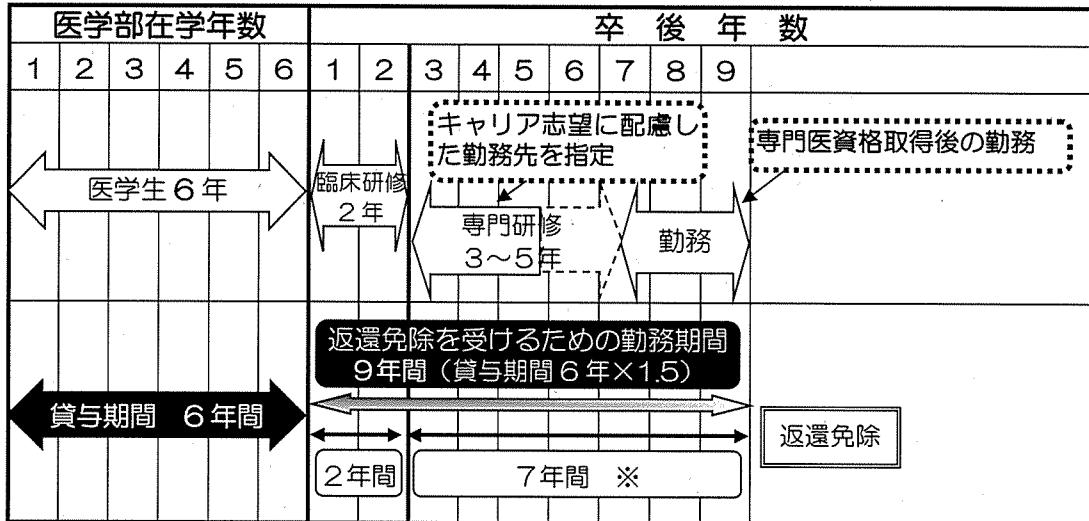 医学部在学年数
卒後年数
1 2 3 4 5 6 1 2 3 4 5 6 7 8 9
キャリア志望に配慮し
た勤務先を指定
専門医資格取得後の勤務
医学生6年
臨床研修
2年
専門研修
3～5年
勤務
返還免除を受けるための勤務期間
9年間（貸与期間6年×1.5）
貸与期間 6年間
返還免除
2年間
7年間 ※